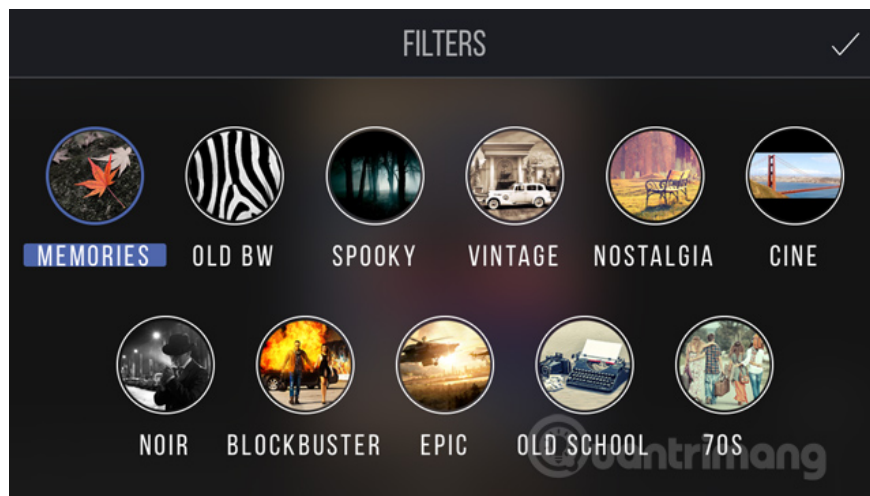 FILTERS
MEMORIES OLD BW SPOOKY VINTAGE NOSTALGIA CINE
NOIR BLOCKBUSTER EPIC OLD SCHOOL 70S
uantrimang